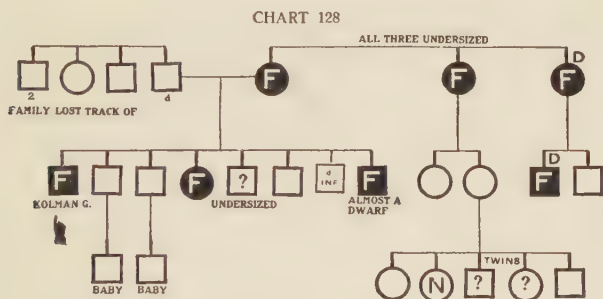 CHART 128
ALL THREE UNDERSIZED
D
F F F
2 d
FAMILY LOST TRACK OF
D
F F ? d INF F F
KOLMAN G. UNDERSIZED ALMOST A DWARF
TWINS
N ? ?
BABY BABY